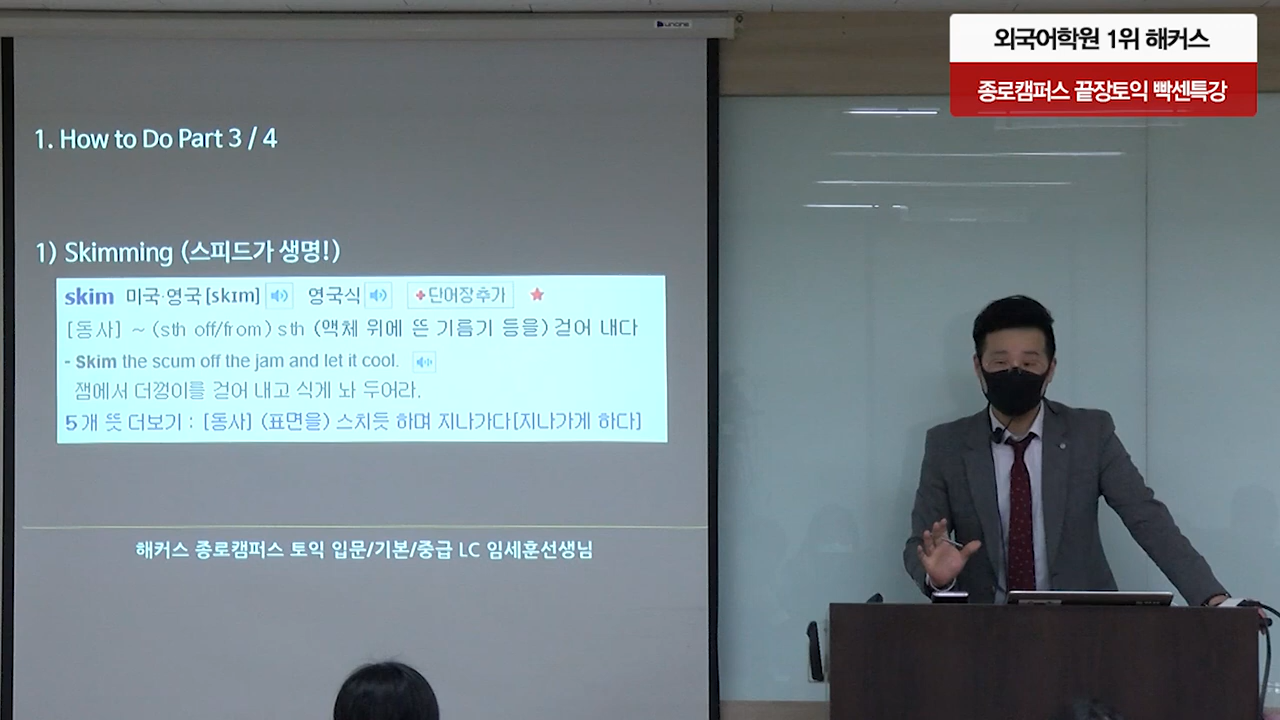 외국어학원 1위 해커스
종로캠퍼스 끝장토익 빡센특강
1. How to Do Part 3 / 4
1) Skimming (스피드가 생명!)
skim 미국·영국 [skɪm] 영국식 +단어장추가
[동사] ~ (sth off/from) sth (액체 위에 뜬 기름기 등을) 걷어 내다
- Skim the scum off the jam and let it cool.
잼에서 더껑이를 걷어 내고 식게 놔 두어라.
5개 뜻 더보기 : [동사] (표면을) 스치듯 하며 지나가다[지나가게 하다]
해커스 종로캠퍼스 토익 입문/기본/중급 LC 임세훈선생님